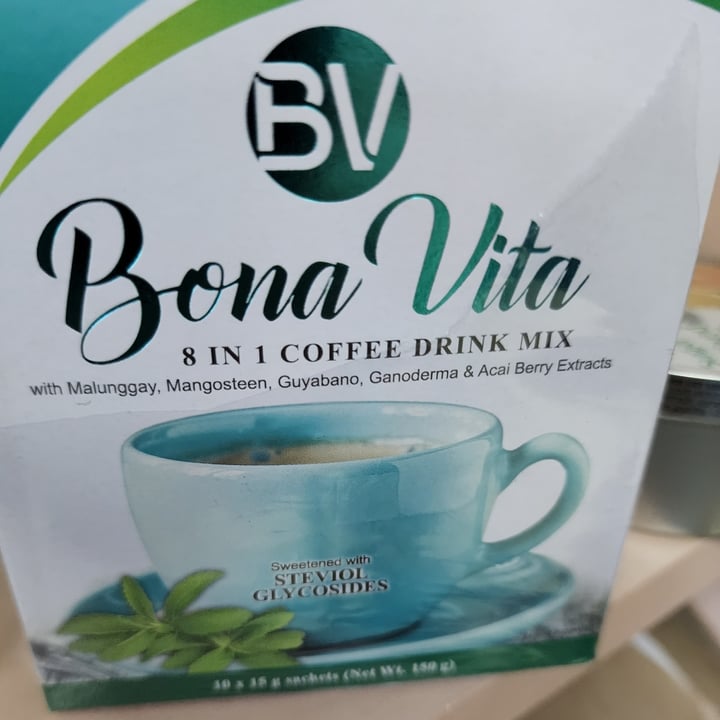 BV
Bona Vita
8 IN 1 COFFEE DRINK MIX
with Malunggay, Mangosteen, Guyabano, Ganoderma & Acai Berry Extracts
Sweetened with
STEVIOL
GLYCOSIDES
10 x 15 g sachets (Net Wt. 150 g)